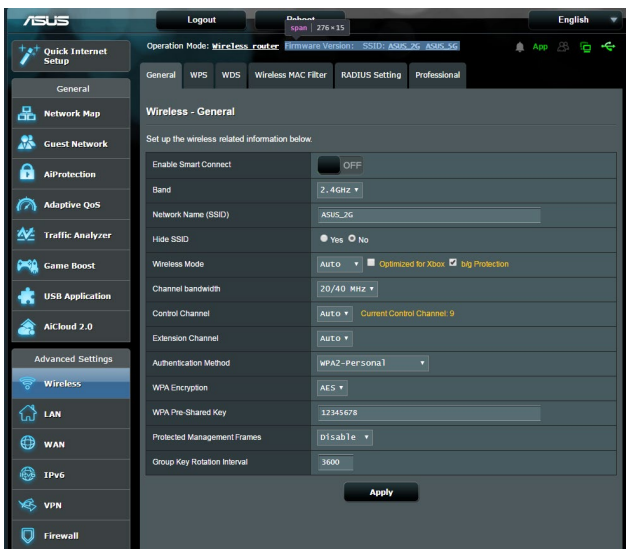 ASUS Logout Reboot English
span 276×15
Quick Internet Setup
Operation Mode: Wireless router Firmware Version: SSID: ASUS_2G ASUS_5G App
General WPS WDS Wireless MAC Filter RADIUS Setting Professional
General
Network Map
Guest Network
AiProtection
Adaptive QoS
Traffic Analyzer
Game Boost
USB Application
AiCloud 2.0
Advanced Settings
Wireless
LAN
WAN
IPv6
VPN
Firewall
Wireless - General
Set up the wireless related information below.
Enable Smart Connect OFF
Band 2.4GHz
Network Name (SSID) ASUS_2G
Hide SSID Yes No
Wireless Mode Auto Optimized for Xbox b/g Protection
Channel bandwidth 20/40 MHz
Control Channel Auto Current Control Channel: 9
Extension Channel Auto
Authentication Method WPA2-Personal
WPA Encryption AES
WPA Pre-Shared Key 12345678
Protected Management Frames Disable
Group Key Rotation Interval 3600
Apply